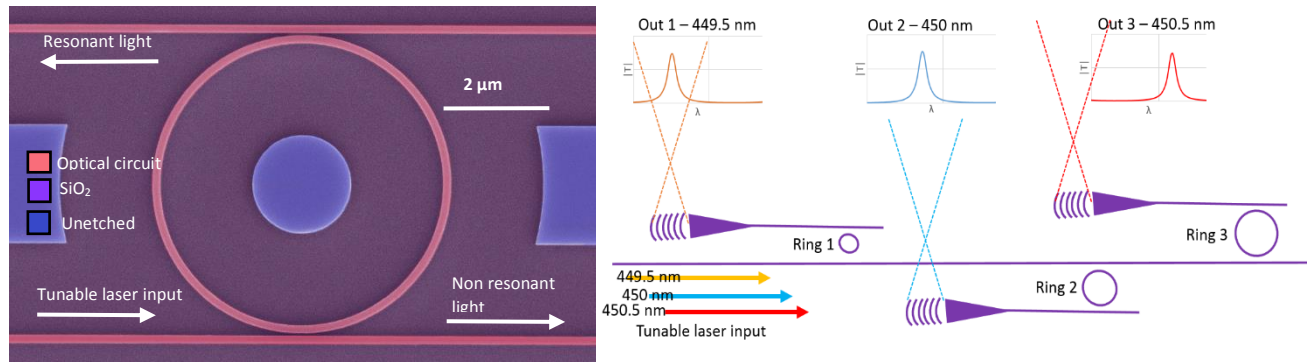 Resonant light
2 µm
Optical circuit
SiO2
Unetched
Tunable laser input
Non resonant
light
Out 1 – 449.5 nm
|T|
λ
Out 2 – 450 nm
|T|
λ
Out 3 – 450.5 nm
|T|
λ
Ring 1
Ring 3
Ring 2
449.5 nm
450 nm
450.5 nm
Tunable laser input